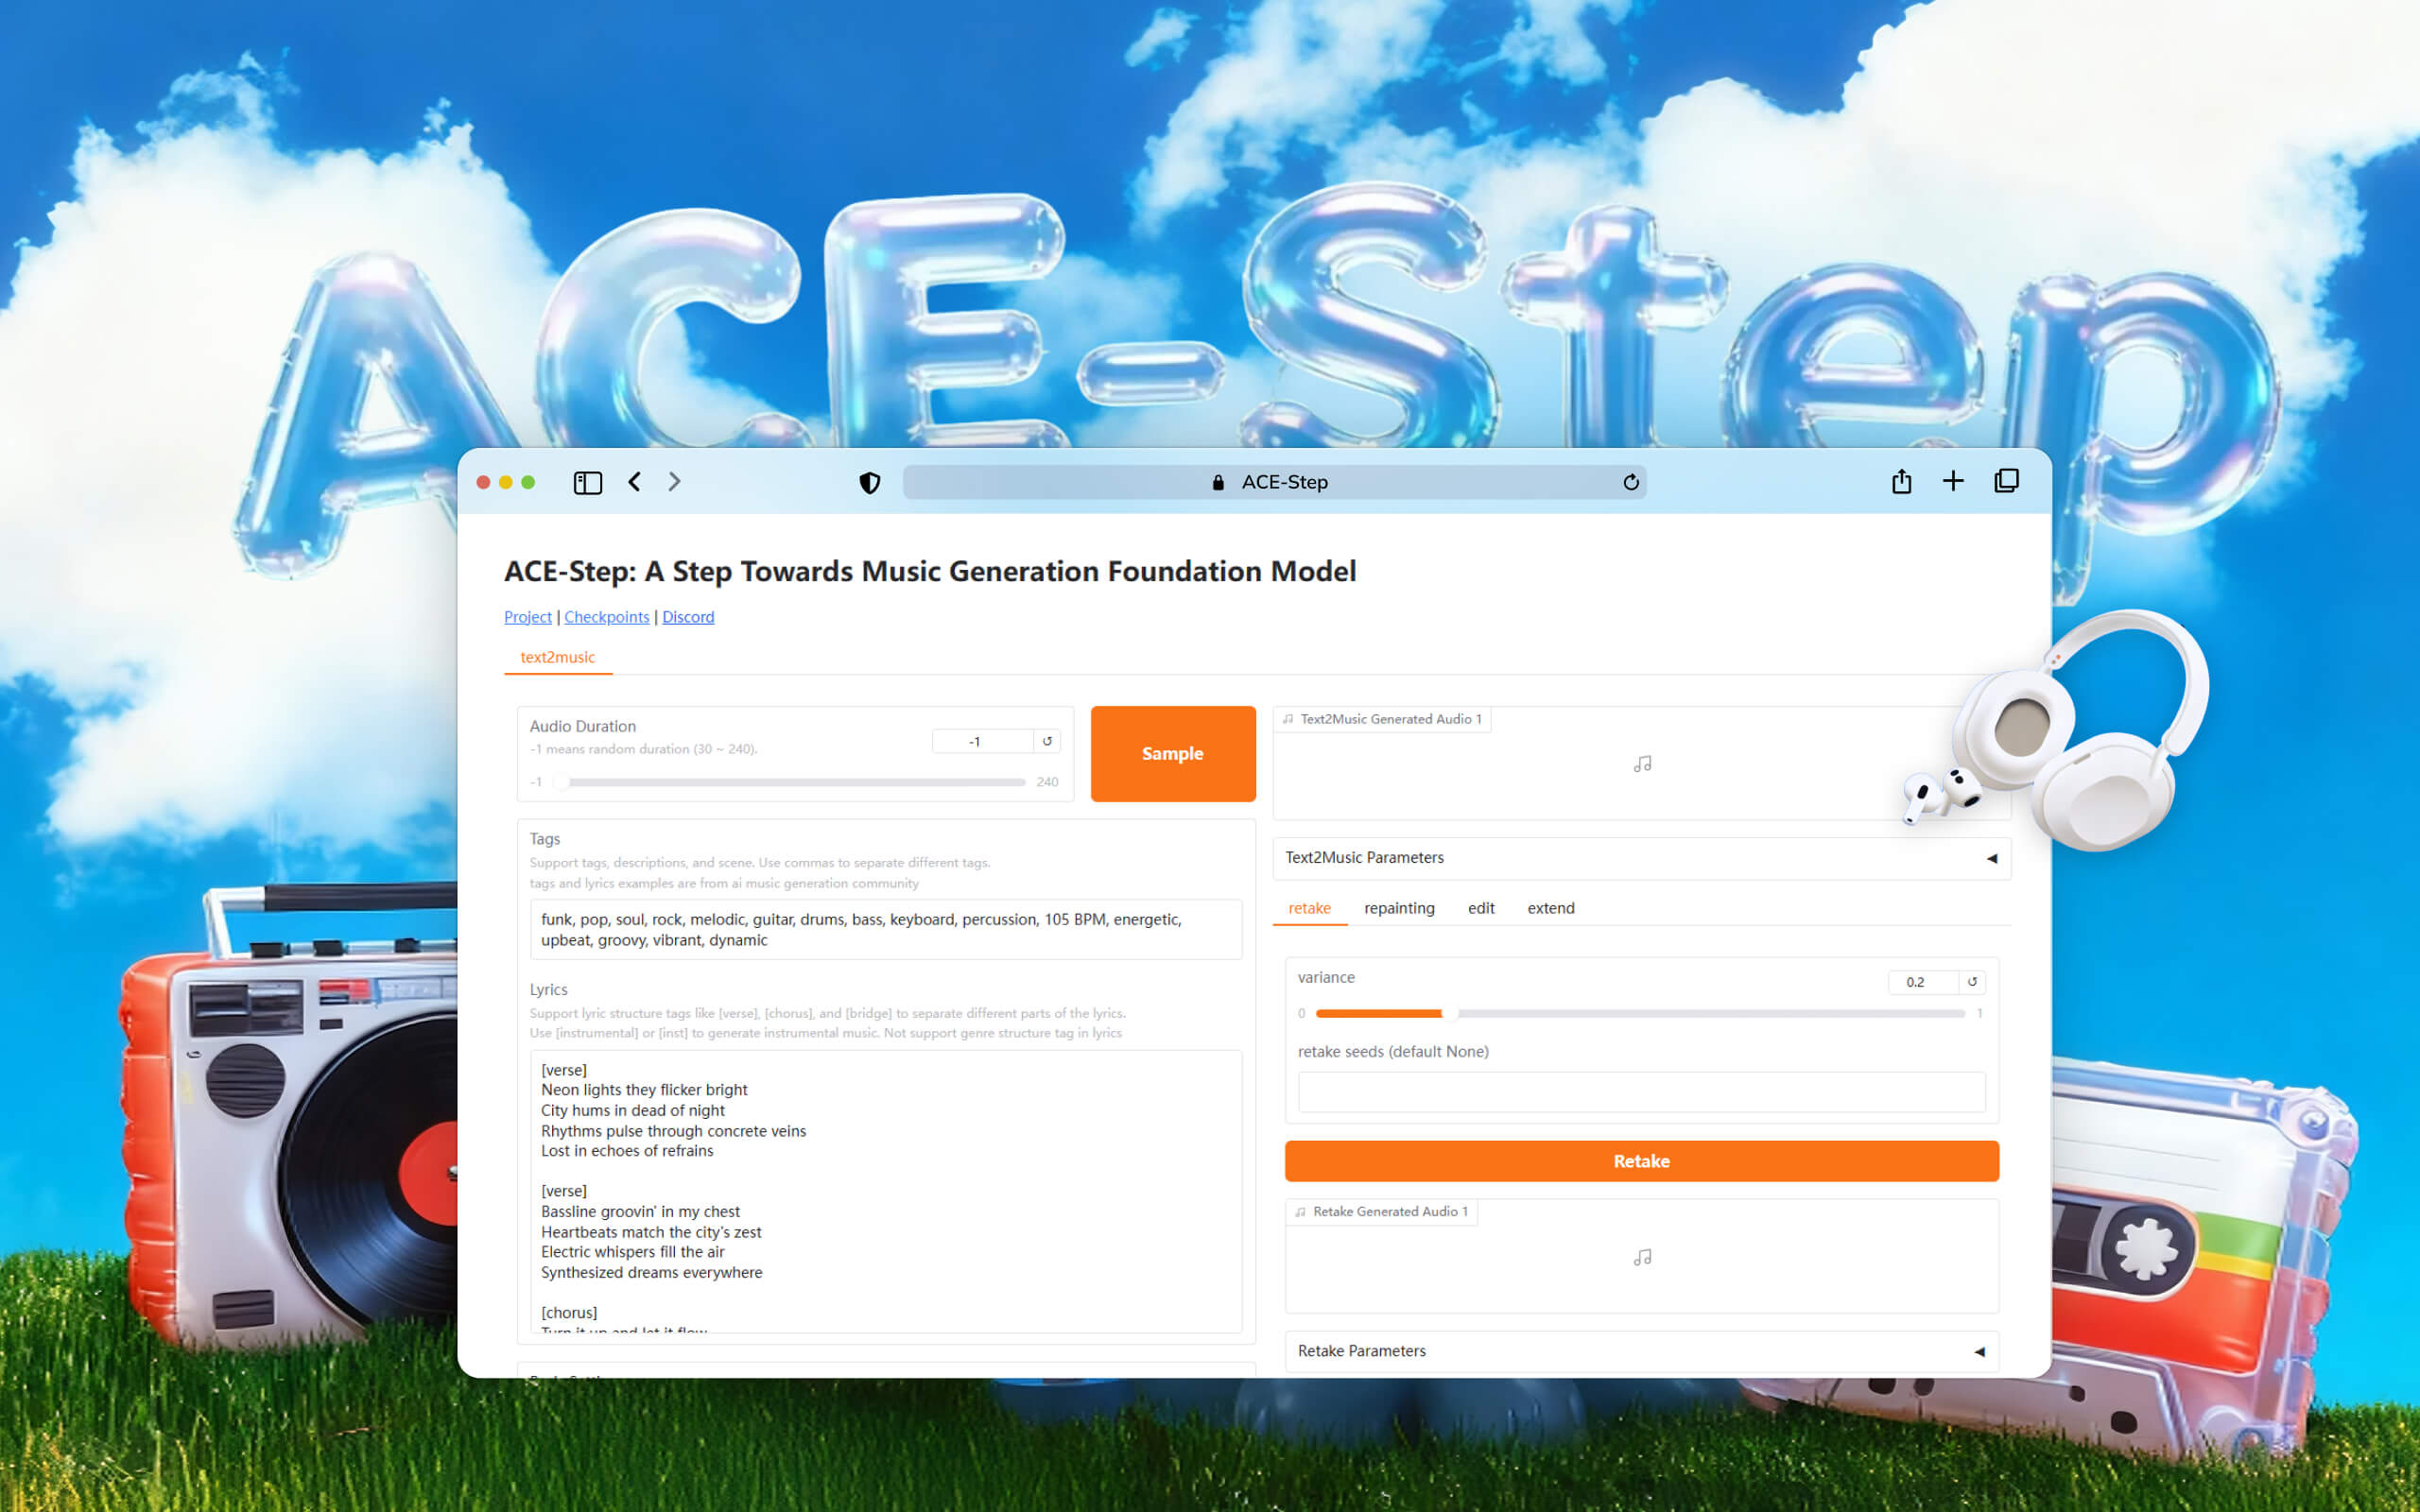 ACE-Step
ACE-Step
ACE-Step: A Step Towards Music Generation Foundation Model
Project | Checkpoints | Discord
text2music
Audio Duration
-1 means random duration (30 ~ 240).
-1
-1
240
Sample
Tags
Support tags, descriptions, and scene. Use commas to separate different tags.
tags and lyrics examples are from ai music generation community
funk, pop, soul, rock, melodic, guitar, drums, bass, keyboard, percussion, 105 BPM, energetic,
upbeat, groovy, vibrant, dynamic
Lyrics
Support lyric structure tags like [verse], [chorus], and [bridge] to separate different parts of the lyrics.
Use [instrumental] or [inst] to generate instrumental music. Not support genre structure tag in lyrics
[verse]
Neon lights they flicker bright
City hums in dead of night
Rhythms pulse through concrete veins
Lost in echoes of refrains
[verse]
Bassline groovin' in my chest
Heartbeats match the city's zest
Electric whispers fill the air
Synthesized dreams everywhere
[chorus]
Turn it up and let it flow
Text2Music Generated Audio 1
Text2Music Parameters
retake
repainting
edit
extend
variance
0.2
0
1
retake seeds (default None)
Retake
Retake Generated Audio 1
Retake Parameters